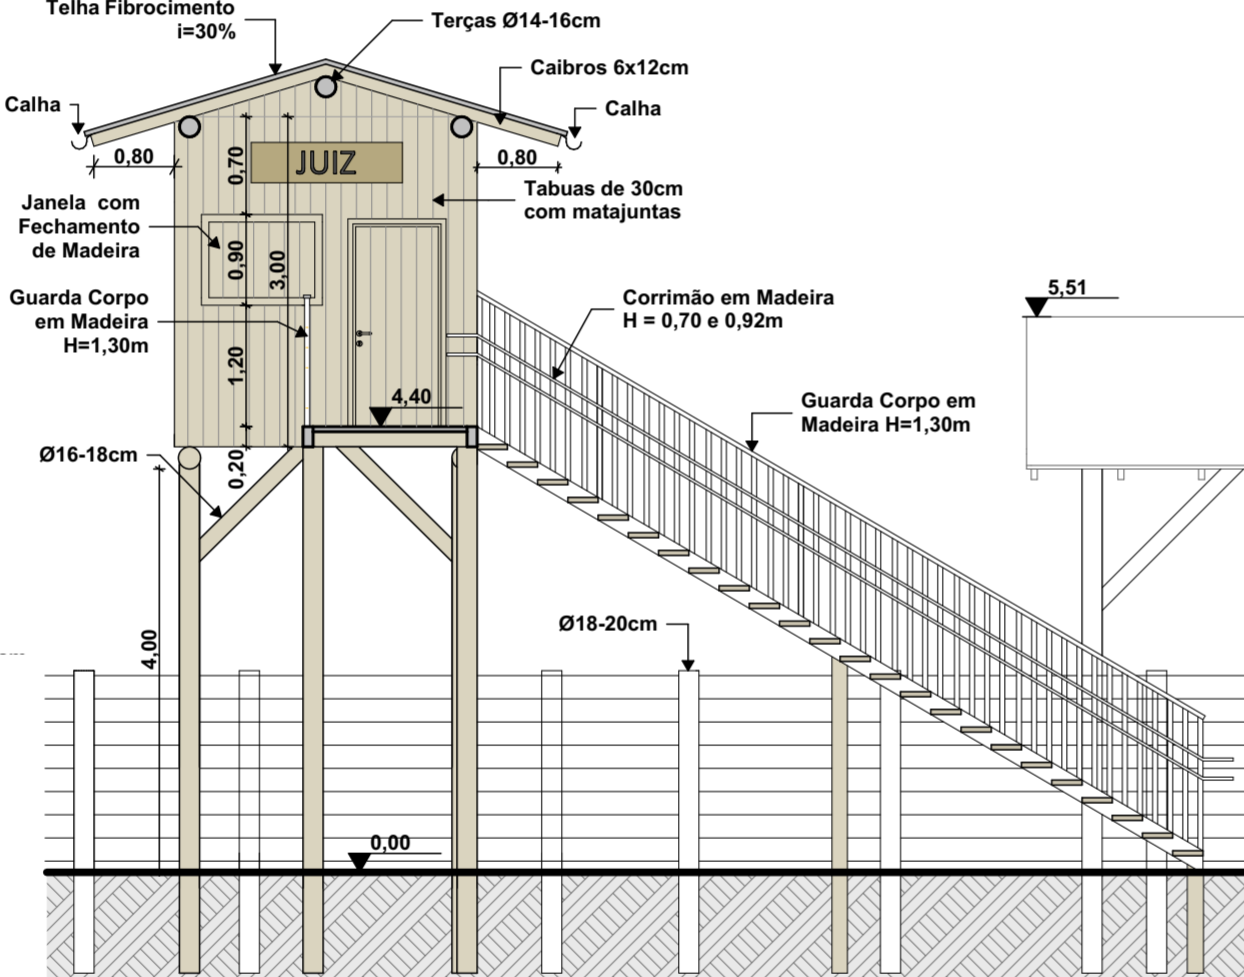 Telha Fibrocimento
i=30%
Terças Ø14-16cm
Caibros 6x12cm
Calha
Calha
0,80
0,70
JUIZ
0,80
Tabuas de 30cm
com matajuntas
Janela com
Fechamento
de Madeira
0,90
3,00
Guarda Corpo
em Madeira
H=1,30m
Corrimão em Madeira
H = 0,70 e 0,92m
5,51
1,20
4,40
Guarda Corpo em
Madeira H=1,30m
Ø16-18cm
0,20
4,00
Ø18-20cm
0,00